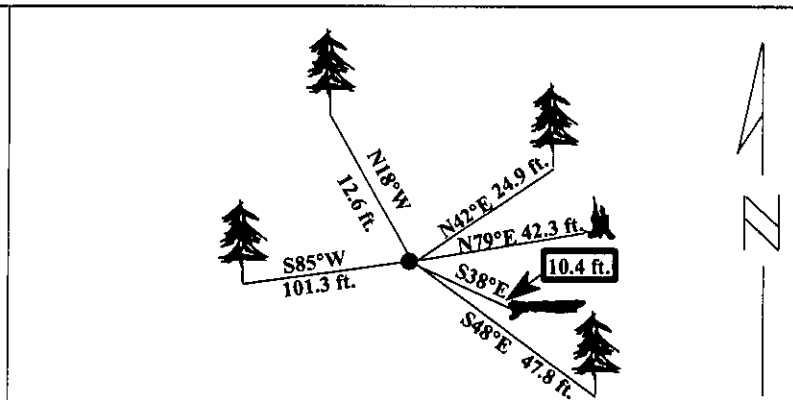 N18°W
12.6 ft.
N42°E 24.9 ft.
N79°E 42.3 ft.
S85°W
101.3 ft.
S38°E
10.4 ft.
S48°E 47.8 ft.
N